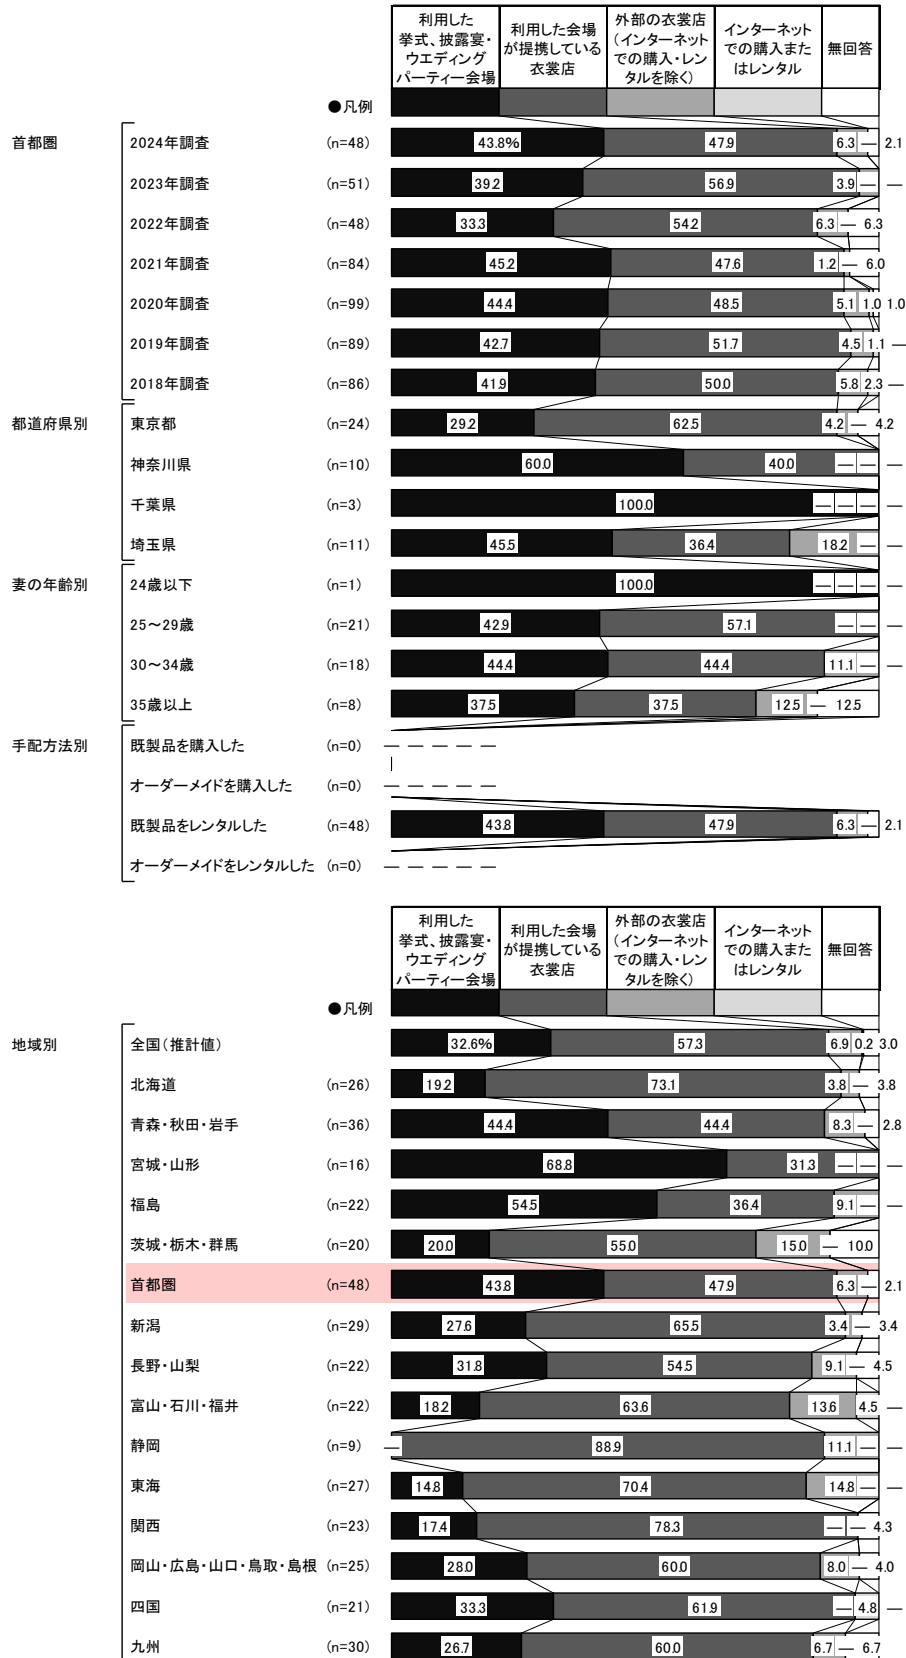 利用した
挙式、披露宴・
ウエディング
パーティー会場
利用した会場
が提携している
衣裳店
外部の衣裳店
(インターネット
での購入・レン
タルを除く)
インターネット
での購入また
はレンタル
無回答
●凡例
首都圏 2024年調査 (n=48) 43.8% 47.9 6.3 — 2.1
2023年調査 (n=51) 39.2 56.9 3.9 — —
2022年調査 (n=48) 33.3 54.2 6.3 — 6.3
2021年調査 (n=84) 45.2 47.6 1.2 — 6.0
2020年調査 (n=99) 44.4 48.5 5.1 1.0 1.0
2019年調査 (n=89) 42.7 51.7 4.5 1.1 —
2018年調査 (n=86) 41.9 50.0 5.8 2.3 —
都道府県別 東京都 (n=24) 29.2 62.5 4.2 — 4.2
神奈川県 (n=10) 60.0 40.0 — — —
千葉県 (n=3) 100.0 — — — —
埼玉県 (n=11) 45.5 36.4 18.2 — —
妻の年齢別 24歳以下 (n=1) 100.0 — — — —
25～29歳 (n=21) 42.9 57.1 — — —
30～34歳 (n=18) 44.4 44.4 11.1 — —
35歳以上 (n=8) 37.5 37.5 12.5 — 12.5
手配方法別 既製品を購入した (n=0) — — — — —
オーダーメイドを購入した (n=0) — — — — —
既製品をレンタルした (n=48) 43.8 47.9 6.3 — 2.1
オーダーメイドをレンタルした (n=0) — — — — —
利用した
挙式、披露宴・
ウエディング
パーティー会場
利用した会場
が提携している
衣裳店
外部の衣裳店
(インターネット
での購入・レン
タルを除く)
インターネット
での購入また
はレンタル
無回答
●凡例
地域別 全国(推計値) 32.6% 57.3 6.9 0.2 3.0
北海道 (n=26) 19.2 73.1 3.8 — 3.8
青森・秋田・岩手 (n=36) 44.4 44.4 8.3 — 2.8
宮城・山形 (n=16) 68.8 31.3 — — —
福島 (n=22) 54.5 36.4 9.1 — —
茨城・栃木・群馬 (n=20) 20.0 55.0 15.0 — 10.0
首都圏 (n=48) 43.8 47.9 6.3 — 2.1
新潟 (n=29) 27.6 65.5 3.4 — 3.4
長野・山梨 (n=22) 31.8 54.5 9.1 — 4.5
富山・石川・福井 (n=22) 18.2 63.6 13.6 4.5 —
静岡 (n=9) — 88.9 11.1 — —
東海 (n=27) 14.8 70.4 14.8 — —
関西 (n=23) 17.4 78.3 — — 4.3
岡山・広島・山口・鳥取・島根 (n=25) 28.0 60.0 8.0 — 4.0
四国 (n=21) 33.3 61.9 — 4.8 —
九州 (n=30) 26.7 60.0 6.7 — 6.7